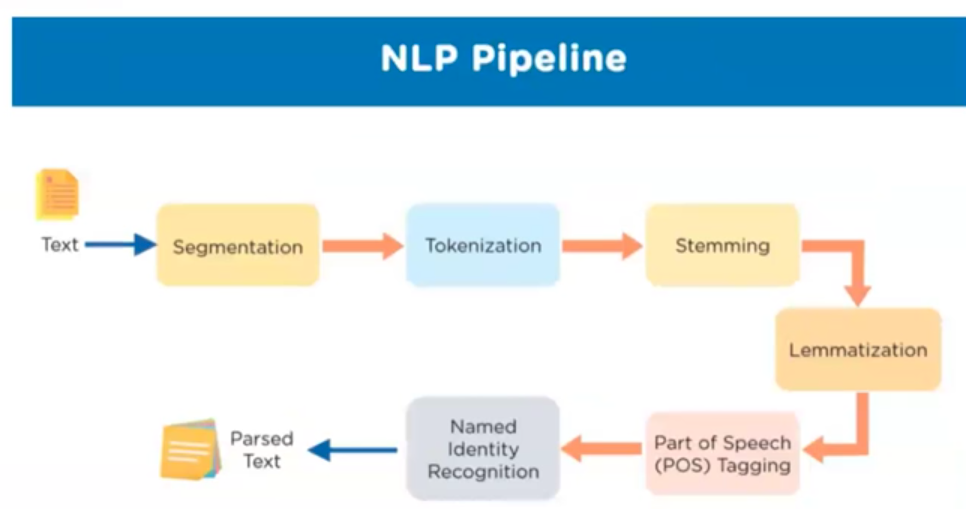 NLP Pipeline
Text
Segmentation
Tokenization
Stemming
Lemmatization
Part of Speech
(POS) Tagging
Named
Identity
Recognition
Parsed
Text